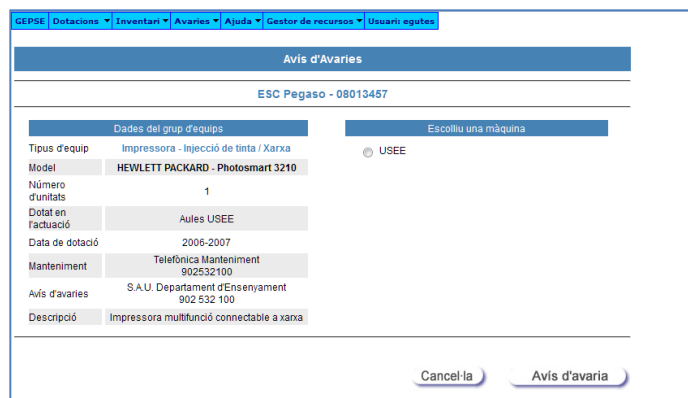 GEPSE Dotacions Inventari Avaries Ajuda Gestor de recursos Usuari: egutes
Avís d'Avaries
ESC Pegaso - 08013457
Dades del grup d'equips
Tipus d'equip Impressora - Injecció de tinta / Xarxa
Model HEWLETT PACKARD - Photosmart 3210
Número
d'unitats 1
Dotat en
l'actuació Aules USEE
Data de dotació 2006-2007
Manteniment Telefònica Manteniment
902532100
Avís d'avaries S.A.U. Departament d'Ensenyament
902 532 100
Descripció Impressora multifunció connectable a xarxa
Escolliu una màquina
USEE
Cancel·la Avís d'avaria